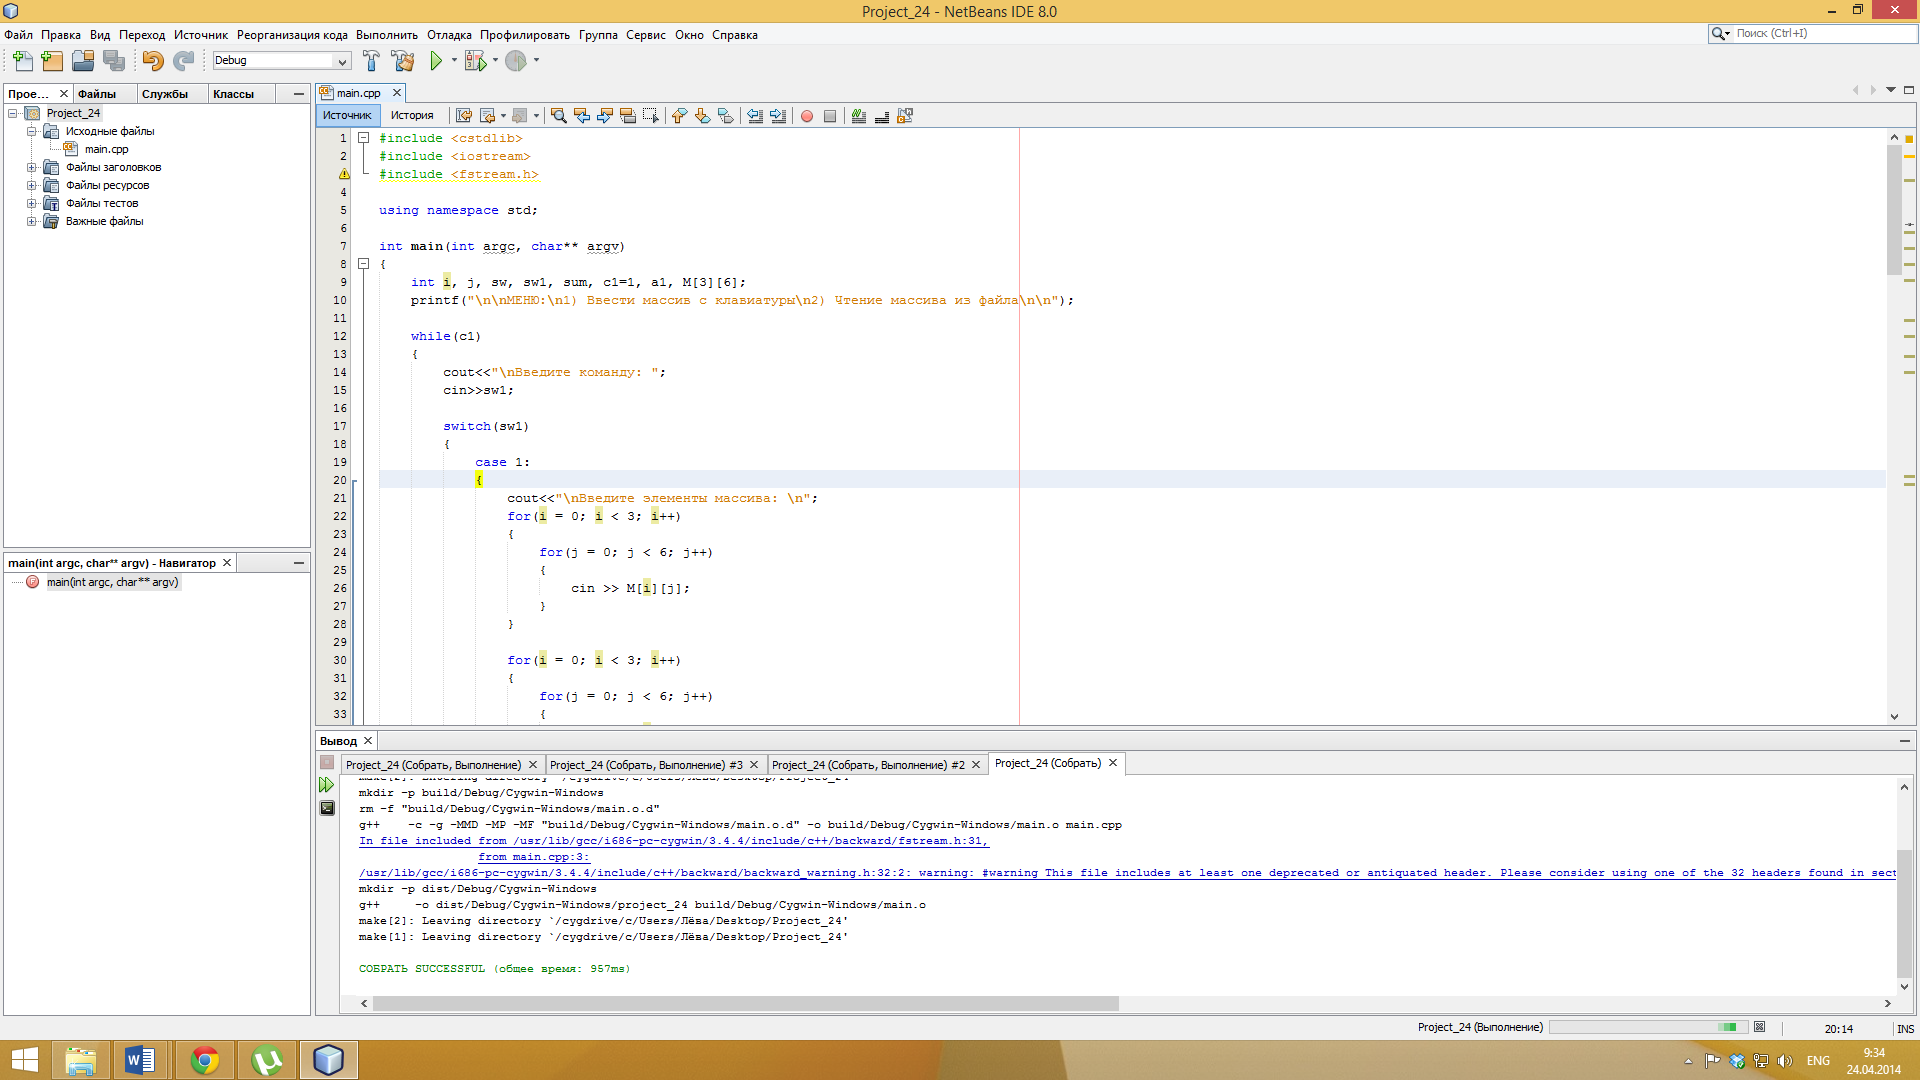 Project_24 - NetBeans IDE 8.0
Файл Правка Вид Переход Источник Реорганизация кода Выполнить Отладка Профилировать Группа Сервис Окно Справка
Поиск (Ctrl+I)
Debug
Прое... Файлы Службы Классы
Project_24
Исходные файлы
main.cpp
Файлы заголовков
Файлы ресурсов
Файлы тестов
Важные файлы
main(int argc, char** argv) - Навигатор
main(int argc, char** argv)
main.cpp
Источник История
1 #include <cstdlib>
2 #include <iostream>
#include <fstream.h>
4
5 using namespace std;
6
7 int main(int argc, char** argv)
8 {
9 int i, j, sw, sw1, sum, c1=1, a1, M[3][6];
10 printf("\n\nМЕНЮ:\n1) Ввести массив с клавиатуры\n2) Чтение массива из файла\n\n");
11
12 while(c1)
13 {
14 cout<<"\nВведите команду: ";
15 cin>>sw1;
16
17 switch(sw1)
18 {
19 case 1:
20 {
21 cout<<"\nВведите элементы массива: \n";
22 for(i = 0; i < 3; i++)
23 {
24 for(j = 0; j < 6; j++)
25 {
26 cin >> M[i][j];
27 }
28 }
29
30 for(i = 0; i < 3; i++)
31 {
32 for(j = 0; j < 6; j++)
33 {
Вывод
Project_24 (Собрать, Выполнение) Project_24 (Собрать, Выполнение) #3 Project_24 (Собрать, Выполнение) #2 Project_24 (Собрать)
make[2]: Entering directory `/cygdrive/c/Users/Лёва/Desktop/Project_24'
mkdir -p build/Debug/Cygwin-Windows
rm -f "build/Debug/Cygwin-Windows/main.o.d"
g++ -c -g -MMD -MP -MF "build/Debug/Cygwin-Windows/main.o.d" -o build/Debug/Cygwin-Windows/main.o main.cpp
In file included from /usr/lib/gcc/i686-pc-cygwin/3.4.4/include/c++/backward/fstream.h:31,
from main.cpp:3:
/usr/lib/gcc/i686-pc-cygwin/3.4.4/include/c++/backward/backward_warning.h:32:2: warning: #warning This file includes at least one deprecated or antiquated header. Please consider using one of the 32 headers found in sect
mkdir -p dist/Debug/Cygwin-Windows
g++ -o dist/Debug/Cygwin-Windows/project_24 build/Debug/Cygwin-Windows/main.o
make[2]: Leaving directory `/cygdrive/c/Users/Лёва/Desktop/Project_24'
make[1]: Leaving directory `/cygdrive/c/Users/Лёва/Desktop/Project_24'
СОБРАТЬ SUCCESSFUL (общее время: 957ms)
Project_24 (Выполнение)
20:14 INS
ENG
9:34
24.04.2014